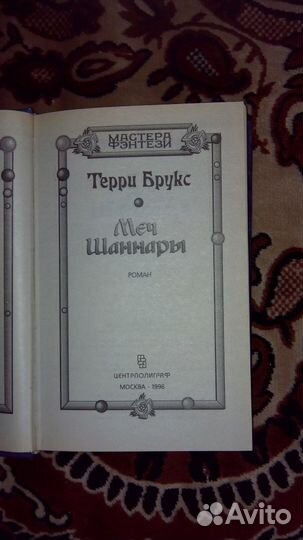 МАСТЕРА
ФЭНТЕЗИ
Терри Брукс
Меч
Шаннары
РОМАН
ЦЕНТРПОЛИГРАФ
МОСКВА - 1996
Avito